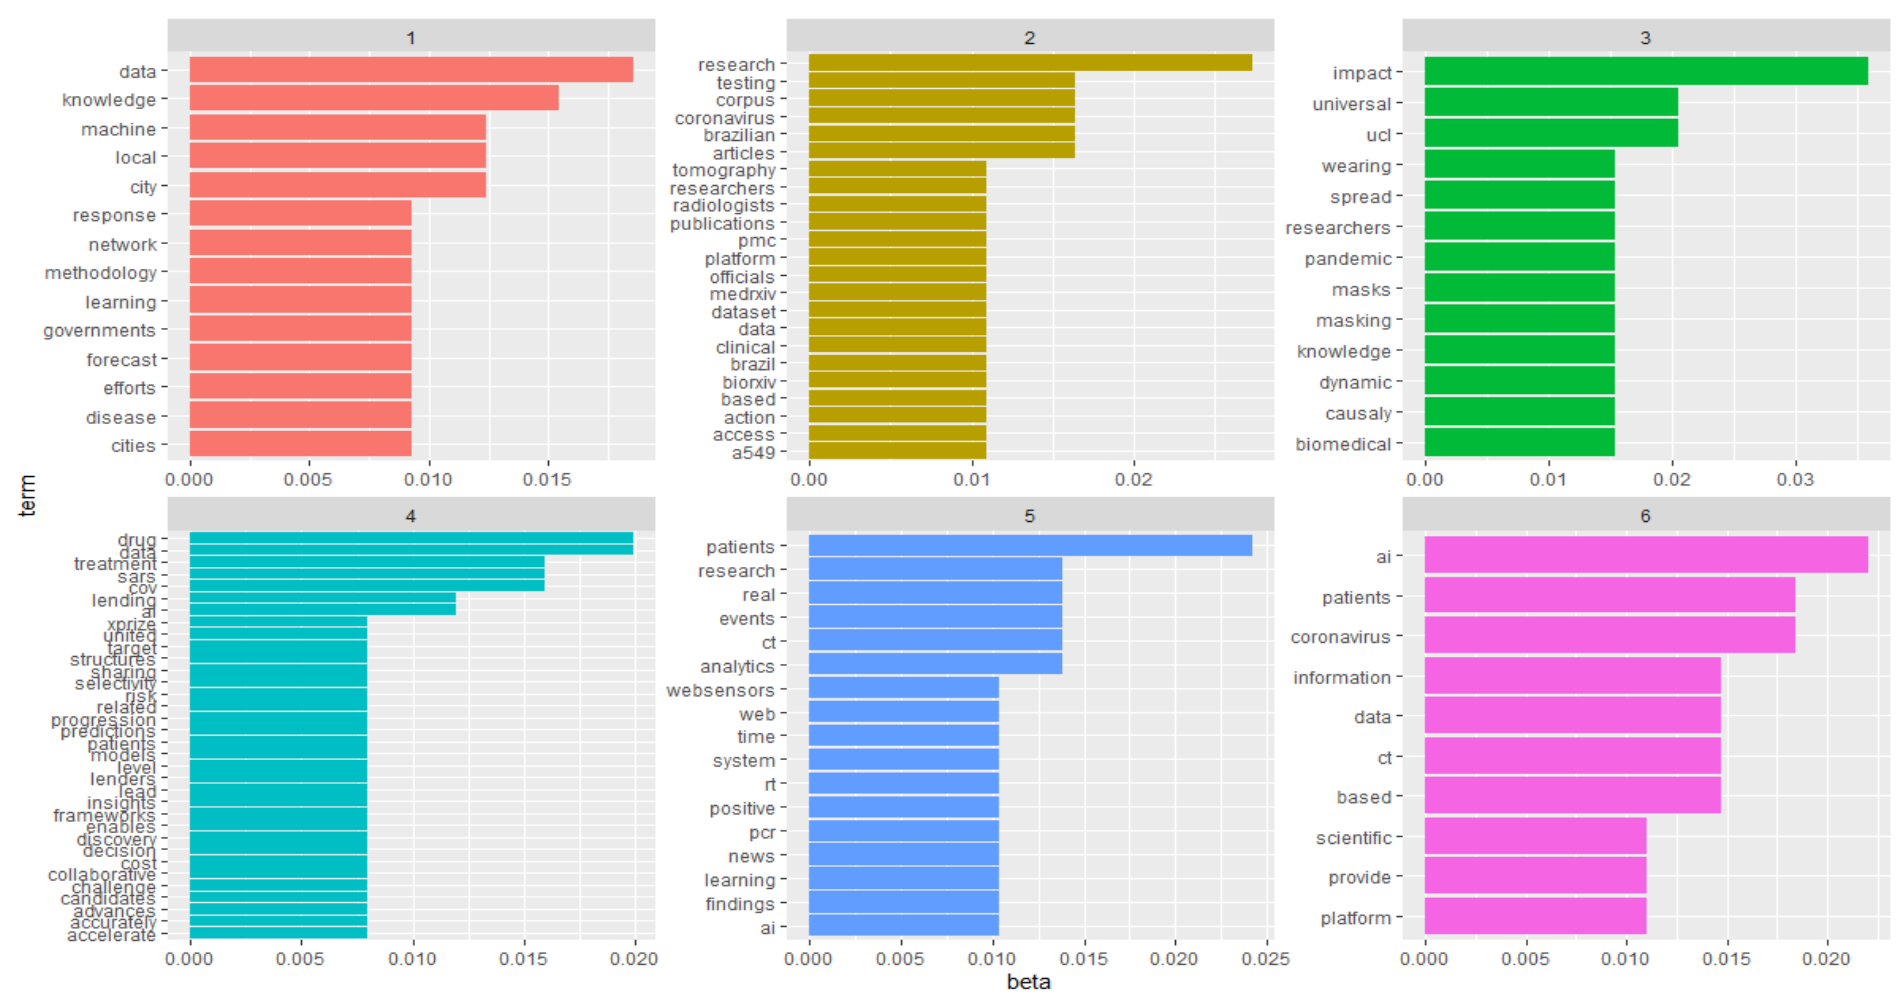 1
data
knowledge
machine
local
city
response
network
methodology
learning
governments
forecast
efforts
disease
cities
0.000 0.005 0.010 0.015
2
research
testing
corpus
coronavirus
brazilian
articles
tomography
researchers
radiologists
publications
pmc
platform
officials
medrxiv
dataset
data
clinical
brazil
biorxiv
based
action
access
a549
0.00 0.01 0.02
3
impact
universal
ucl
wearing
spread
researchers
pandemic
masks
masking
knowledge
dynamic
causaly
biomedical
0.00 0.01 0.02 0.03
term
4
drug
data
treatment
sars
cov
lending
ai
xprize
united
target
structures
sharing
selectivity
risk
related
progression
predictions
patients
models
level
lenders
lead
insights
frameworks
enables
discovery
decision
cost
collaborative
challenge
candidates
advances
accurately
accelerate
0.000 0.005 0.010 0.015 0.020
5
patients
research
real
events
ct
analytics
websensors
web
time
system
rt
positive
pcr
news
learning
findings
ai
0.000 0.005 0.010 0.015 0.020 0.025
6
ai
patients
coronavirus
information
data
ct
based
scientific
provide
platform
0.000 0.005 0.010 0.015 0.020
beta